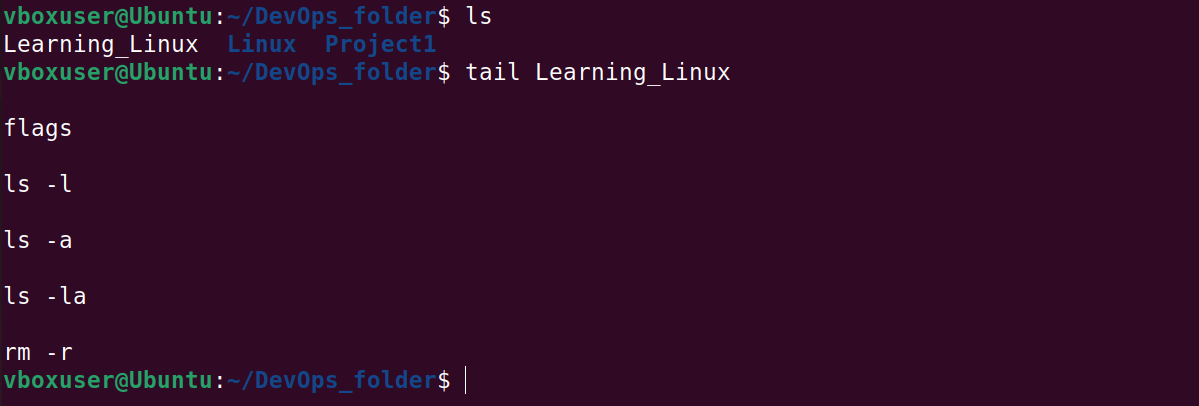 vboxuser@Ubuntu:~/DevOps_folder$ ls
Learning_Linux  Linux  Project1
vboxuser@Ubuntu:~/DevOps_folder$ tail Learning_Linux
flags
ls -l
ls -a
ls -la
rm -r
vboxuser@Ubuntu:~/DevOps_folder$